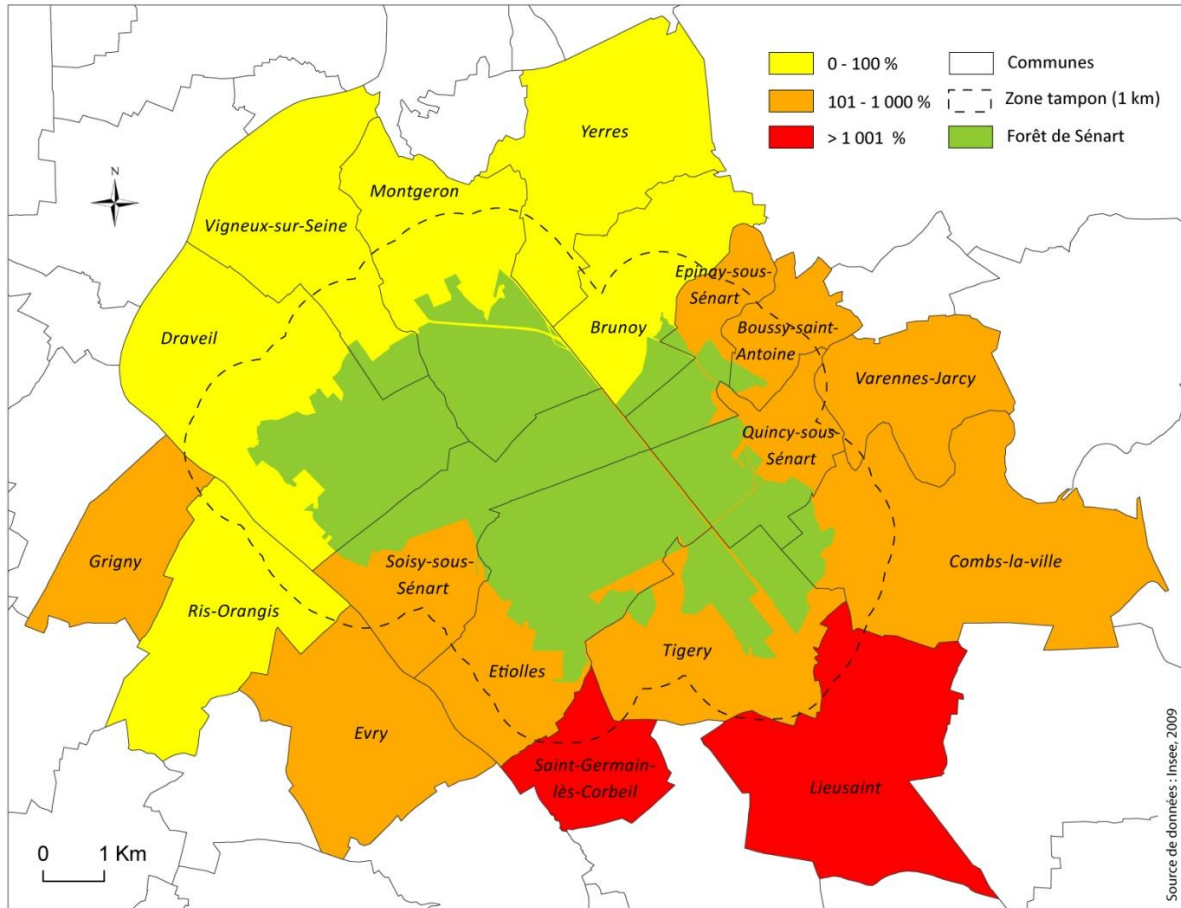 0 - 100 %
101 - 1 000 %
> 1 001 %
Communes
Zone tampon (1 km)
Forêt de Sénart
N
Yerres
Montgeron
Vigneux-sur-Seine
Epinay-sous-
Sénart
Draveil
Brunoy
Boussy-saint-
Antoine
Varennes-Jarcy
Quincy-sous-
Sénart
Grigny
Soisy-sous-
Sénart
Combs-la-ville
Ris-Orangis
Tigery
Etiolles
Evry
Saint-Germain-
lès-Corbeil
Lieusaint
0 1 Km
Source de données : Insee, 2009